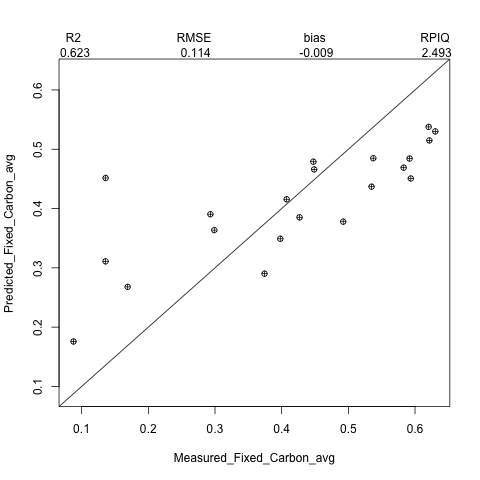 R2 RMSE bias RPIQ
0.623 0.114 -0.009 2.493
0.6
0.5
0.4
0.3
0.2
0.1
Predicted_Fixed_Carbon_avg
0.1 0.2 0.3 0.4 0.5 0.6
Measured_Fixed_Carbon_avg